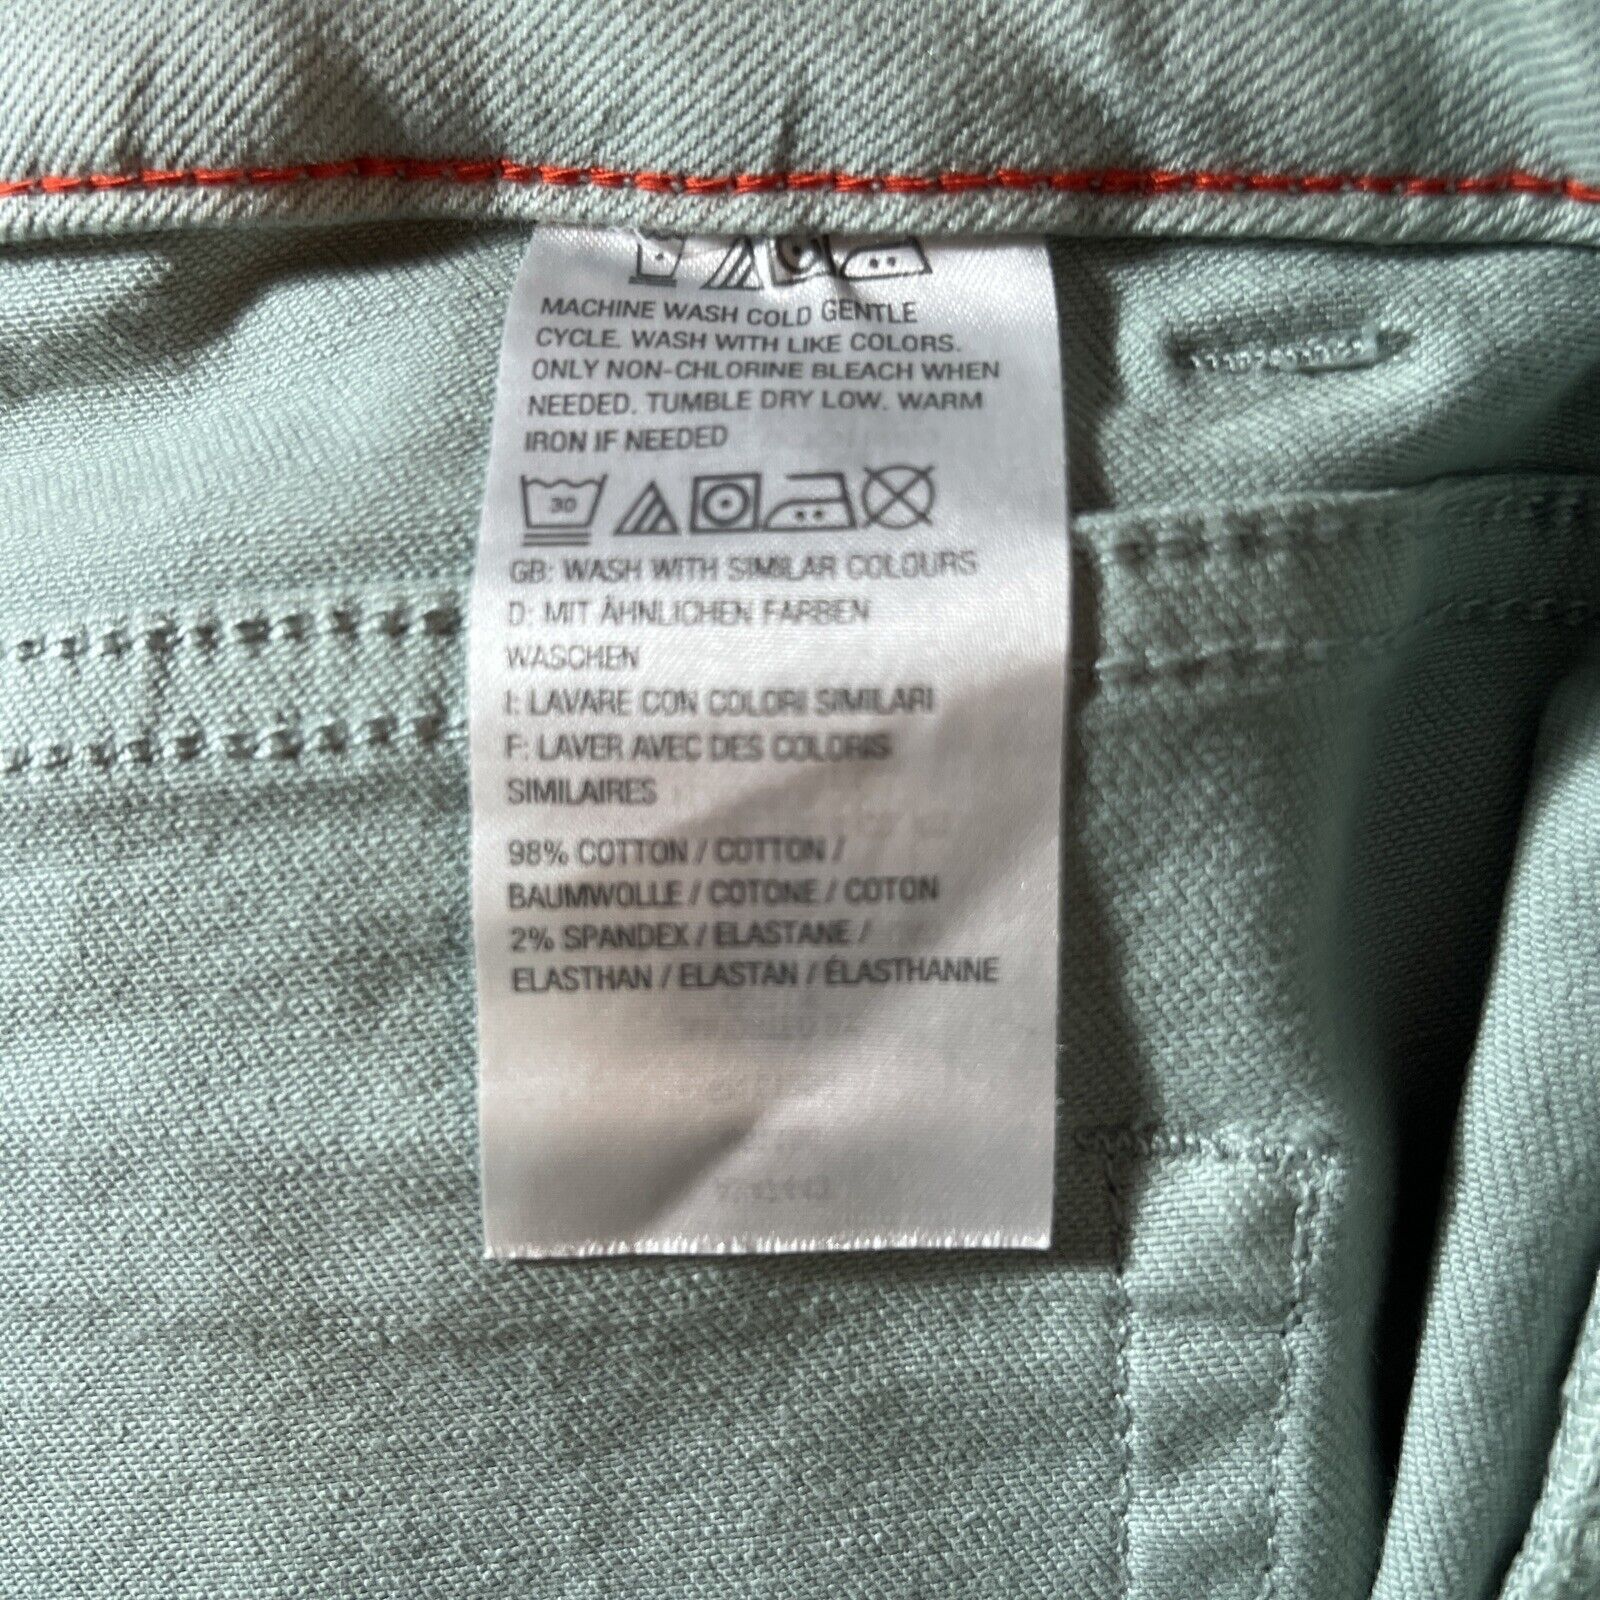 MACHINE WASH COLD GENTLE
CYCLE. WASH WITH LIKE COLORS.
ONLY NON-CHLORINE BLEACH WHEN
NEEDED. TUMBLE DRY LOW. WARM
IRON IF NEEDED
30
GB: WASH WITH SIMILAR COLOURS
D: MIT ÄHNLICHEN FARBEN
WASCHEN
I: LAVARE CON COLORI SIMILARI
F: LAVER AVEC DES COLORIS
SIMILAIRES
98% COTTON / COTTON /
BAUMWOLLE / COTONE / COTON
2% SPANDEX / ELASTANE /
ELASTHAN / ELASTAN / ÉLASTHANNE